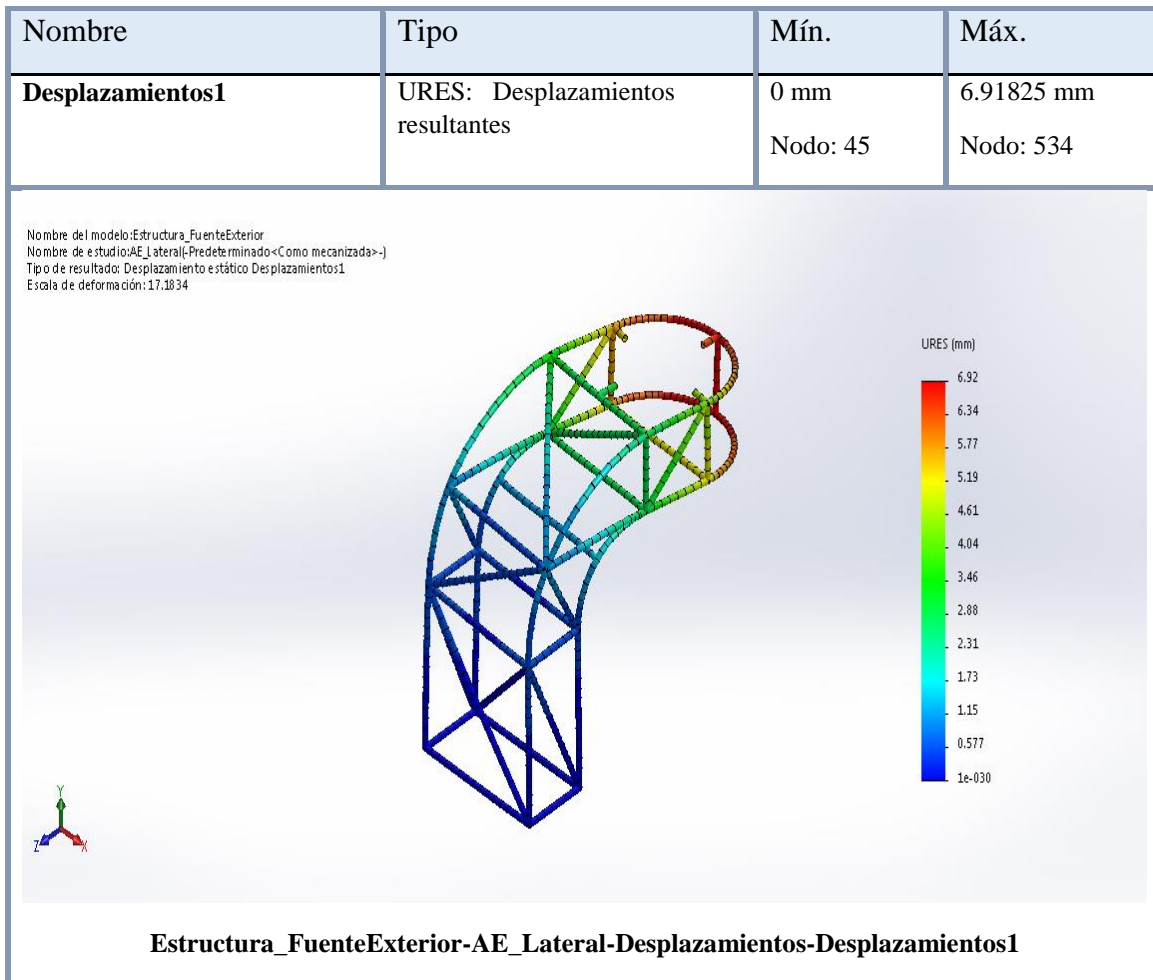 Nombre Tipo Mín. Máx.
Desplazamientos1 URES: Desplazamientos resultantes 0 mm 6.91825 mm
Nodo: 45 Nodo: 534
Nombre del modelo:Estructura_FuenteExterior
Nombre de estudio:AE_Lateral(-Predeterminado<Como mecanizada>-)
Tipo de resultado: Desplazamiento estático Desplazamientos1
Escala de deformación: 17.1834
URES (mm)
6.92
6.34
5.77
5.19
4.61
4.04
3.46
2.88
2.31
1.73
1.15
0.577
1e-030
Y
Z
X
Estructura_FuenteExterior-AE_Lateral-Desplazamientos-Desplazamientos1